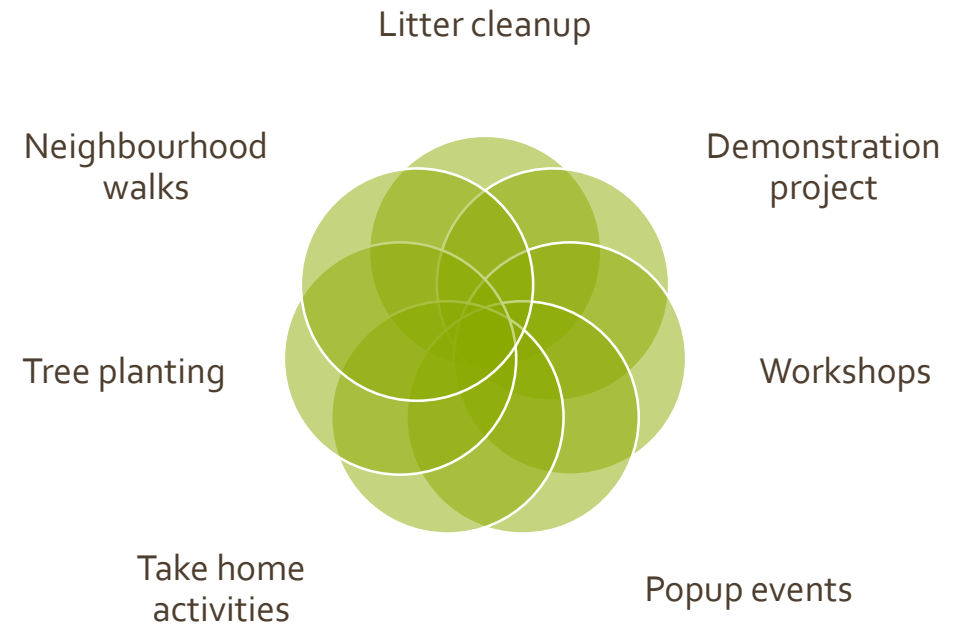 Litter cleanup
Neighbourhood
walks
Demonstration
project
Tree planting
Workshops
Take home
activities
Popup events